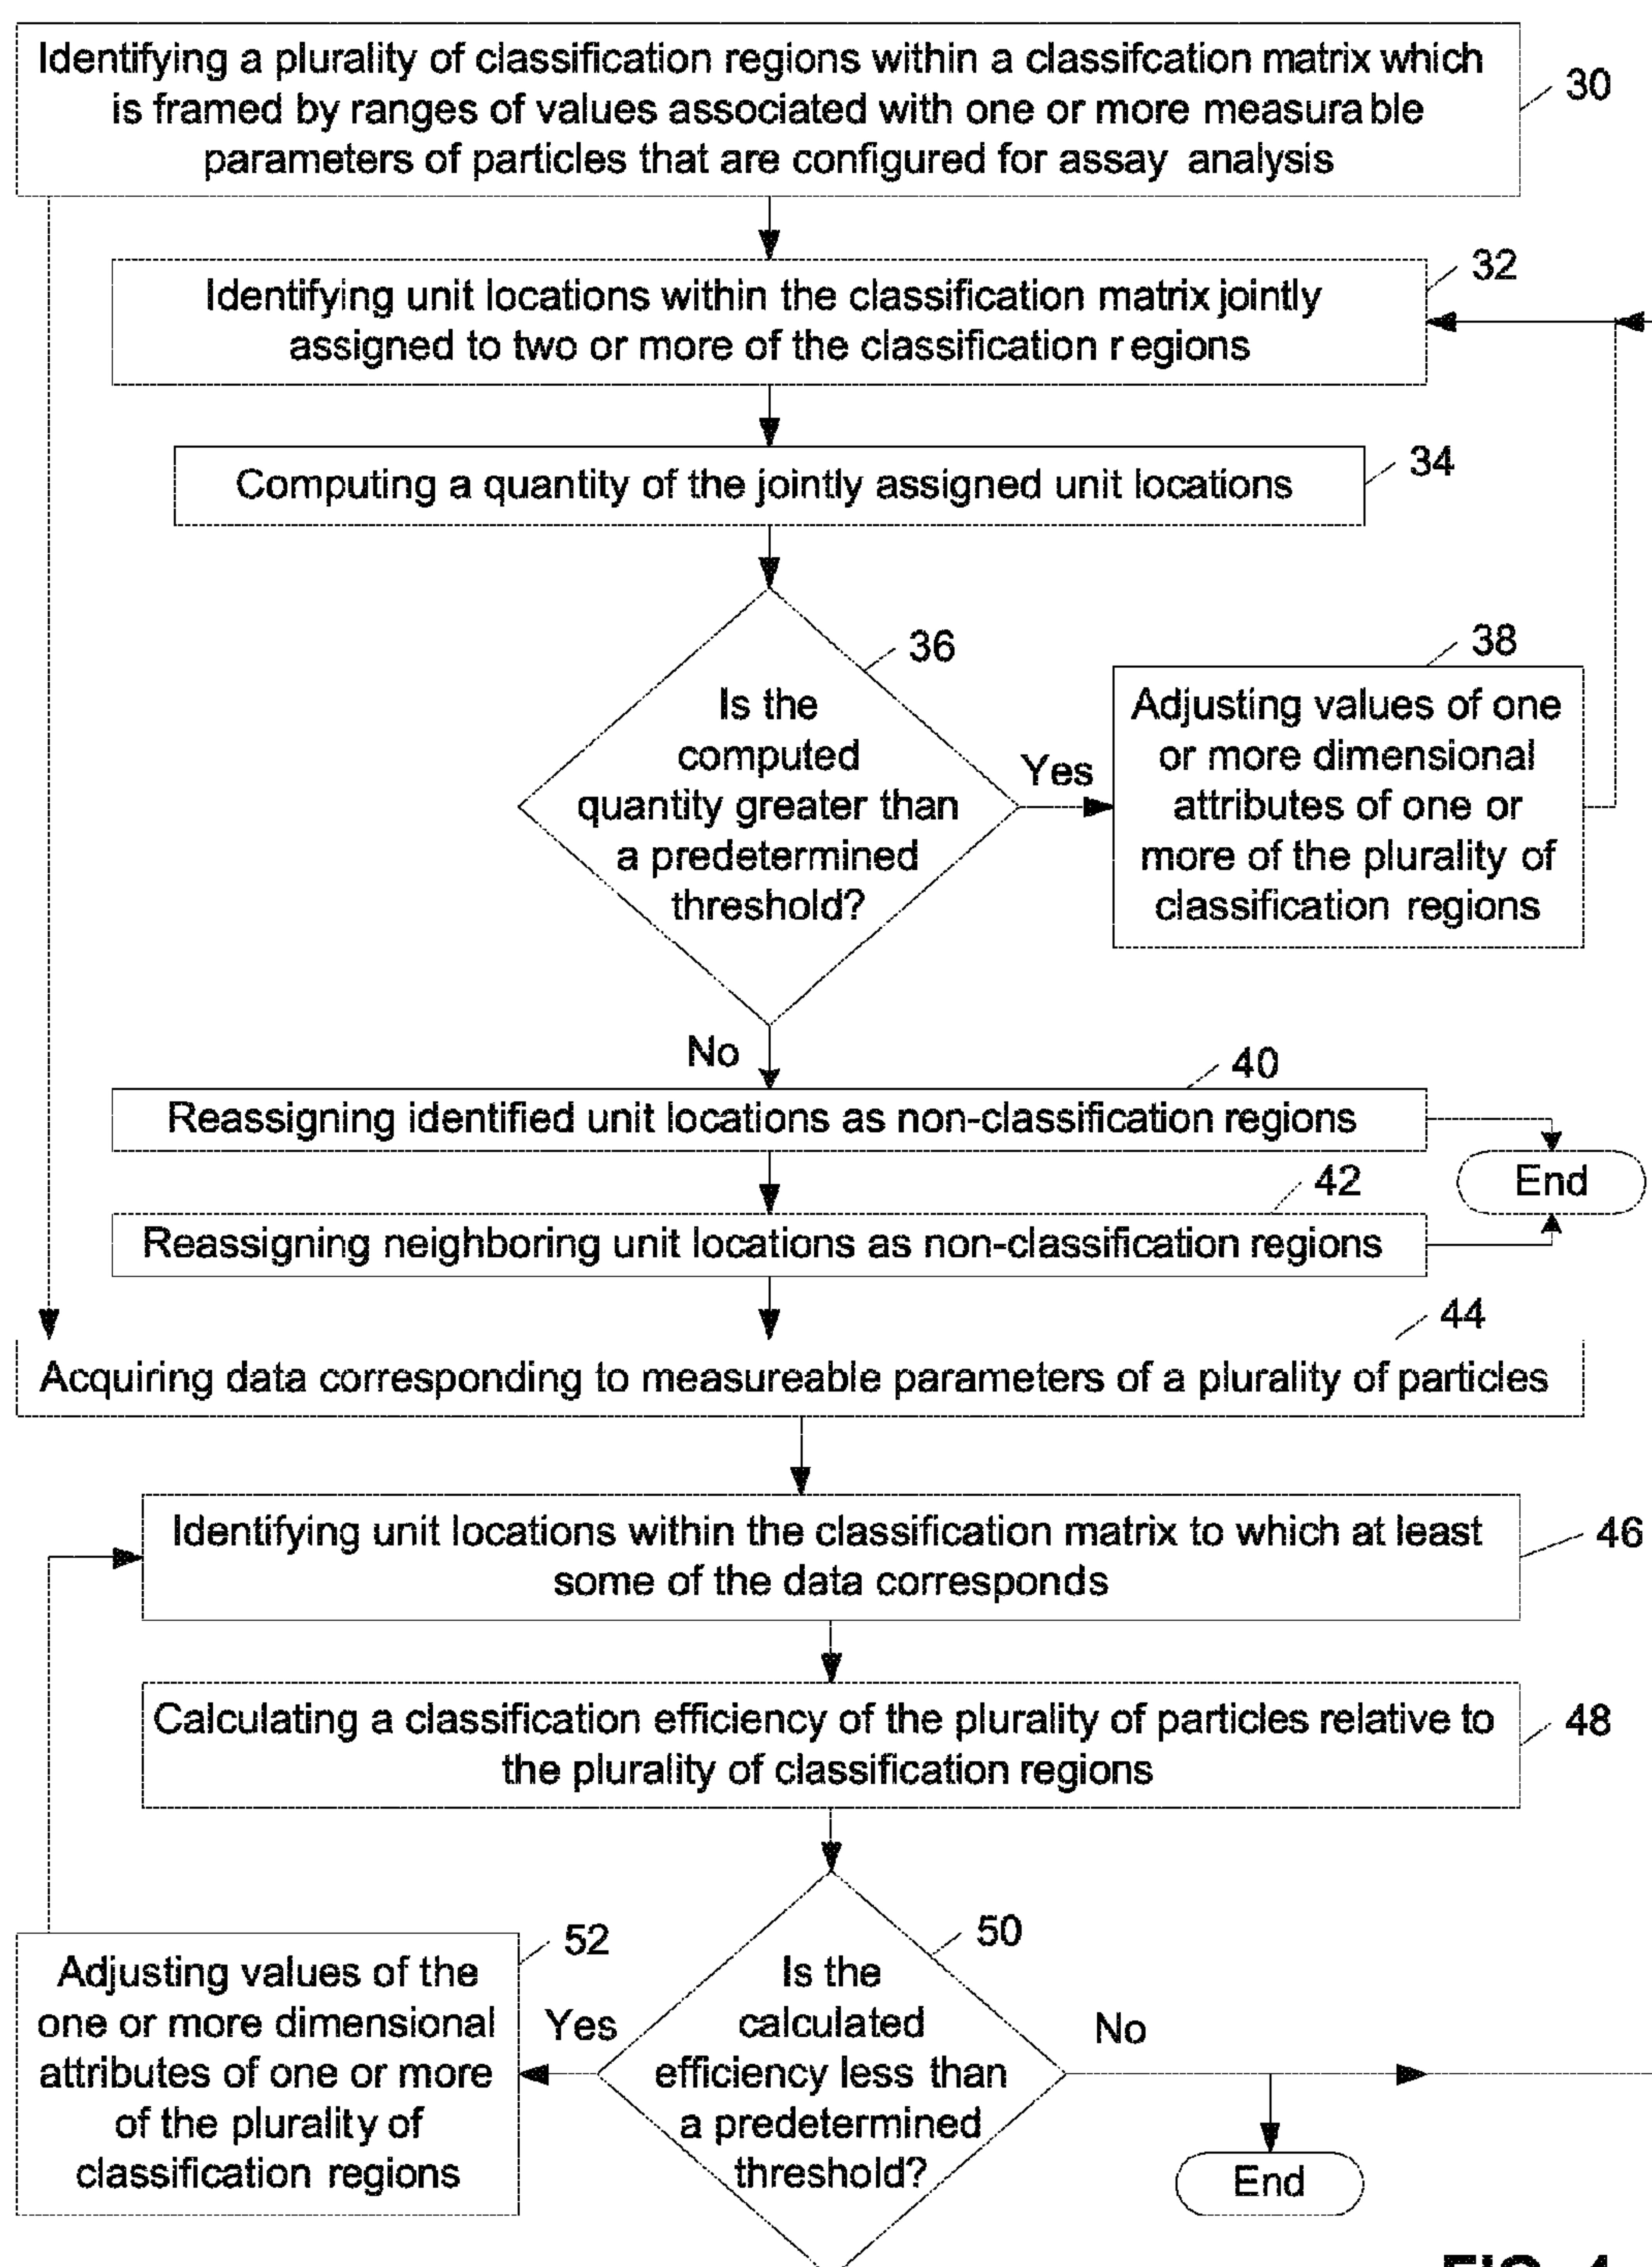 Identifying a plurality of classification regions within a classifcation matrix which
is framed by ranges of values associated with one or more measurable
parameters of particles that are configured for assay analysis
30
32
Identifying unit locations within the classification matrix jointly
assigned to two or more of the classification regions
34
Computing a quantity of the jointly assigned unit locations
36
Is the
computed
quantity greater than
a predetermined
threshold?
Yes
38
Adjusting values of one
or more dimensional
attributes of one or
more of the plurality of
classification regions
No
40
Reassigning identified unit locations as non-classification regions
End
42
Reassigning neighboring unit locations as non-classification regions
44
Acquiring data corresponding to measureable parameters of a plurality of particles
Identifying unit locations within the classification matrix to which at least
some of the data corresponds
46
Calculating a classification efficiency of the plurality of particles relative to
the plurality of classification regions
48
50
Is the
calculated
efficiency less than
a predetermined
threshold?
Yes
52
Adjusting values of the
one or more dimensional
attributes of one or more
of the plurality of
classification regions
No
End